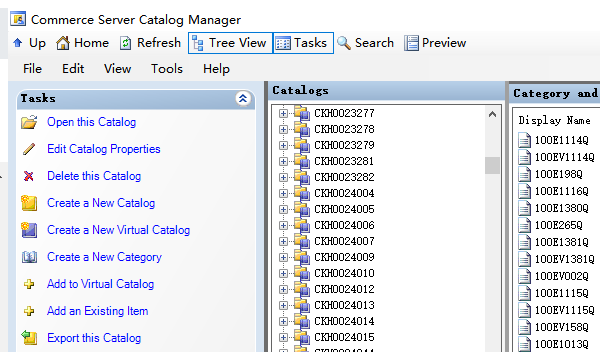 Commerce Server Catalog Manager
Up Home Refresh Tree View Tasks Search Preview
File Edit View Tools Help
Tasks
Open this Catalog
Edit Catalog Properties
Delete this Catalog
Create a New Catalog
Create a New Virtual Catalog
Create a New Category
Add to Virtual Catalog
Add an Existing Item
Export this Catalog
Catalogs
CKH0023277
CKH0023278
CKH0023279
CKH0023281
CKH0023282
CKH0024004
CKH0024005
CKH0024006
CKH0024007
CKH0024009
CKH0024010
CKH0024012
CKH0024013
CKH0024014
CKH0024015
Category and
Display Name
100E1114Q
100EV1114Q
100E198Q
100E1116Q
100E1380Q
100E265Q
100E1381Q
100EV1381Q
100EV002Q
100E1115Q
100EV1115Q
100EV158Q
100E1013Q